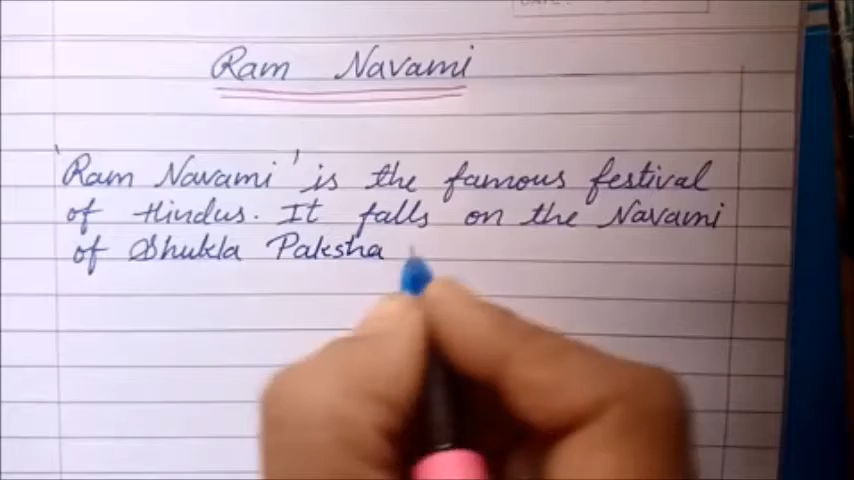 Ram Navami
'Ram Navami' is the famous festival
of Hindus. It falls on the Navami
of Shukla Paksha